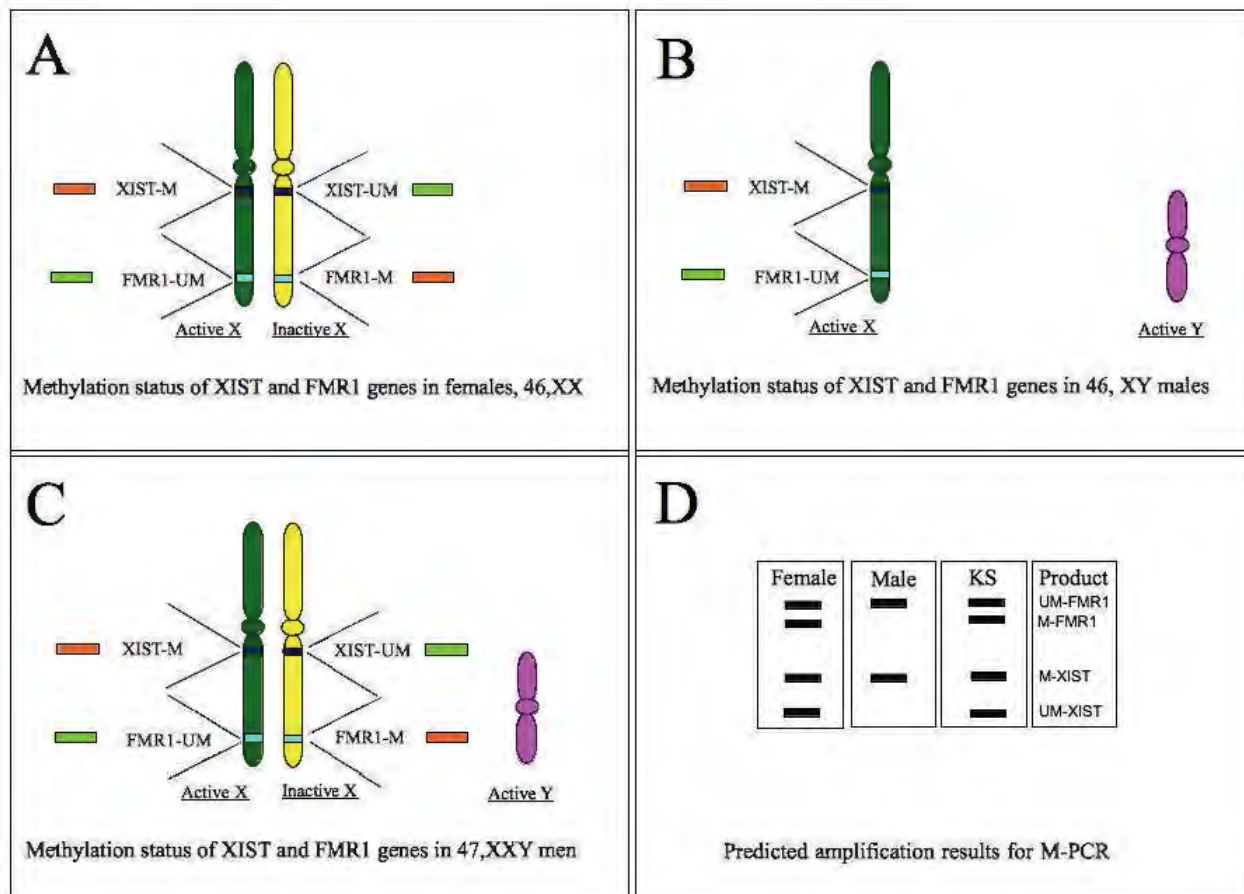 A
XIST-M
XIST-UM
FMR1-UM
FMR1-M
Active X
Inactive X
Methylation status of XIST and FMR1 genes in females, 46,XX
B
XIST-M
FMR1-UM
Active X
Active Y
Methylation status of XIST and FMR1 genes in 46, XY males
C
XIST-M
XIST-UM
FMR1-UM
FMR1-M
Active X
Inactive X
Active Y
Methylation status of XIST and FMR1 genes in 47,XXY men
D
Female Male KS Product
UM-FMR1
M-FMR1
M-XIST
UM-XIST
Predicted amplification results for M-PCR